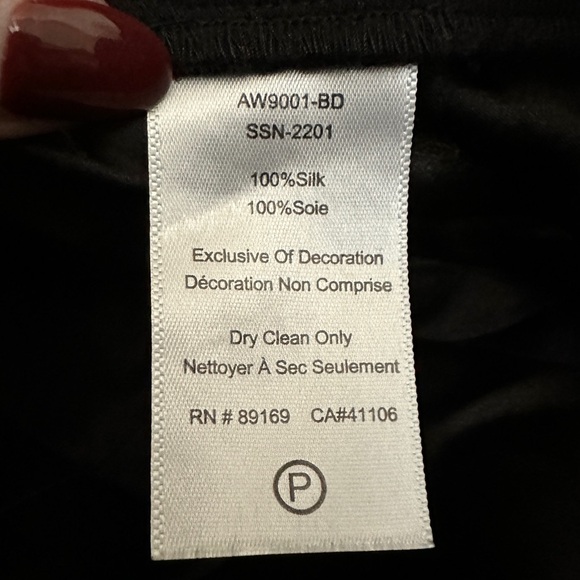 AW9001-BD
SSN-2201
100%Silk
100%Soie
Exclusive Of Decoration
Décoration Non Comprise
Dry Clean Only
Nettoyer À Sec Seulement
RN # 89169 CA#41106
P